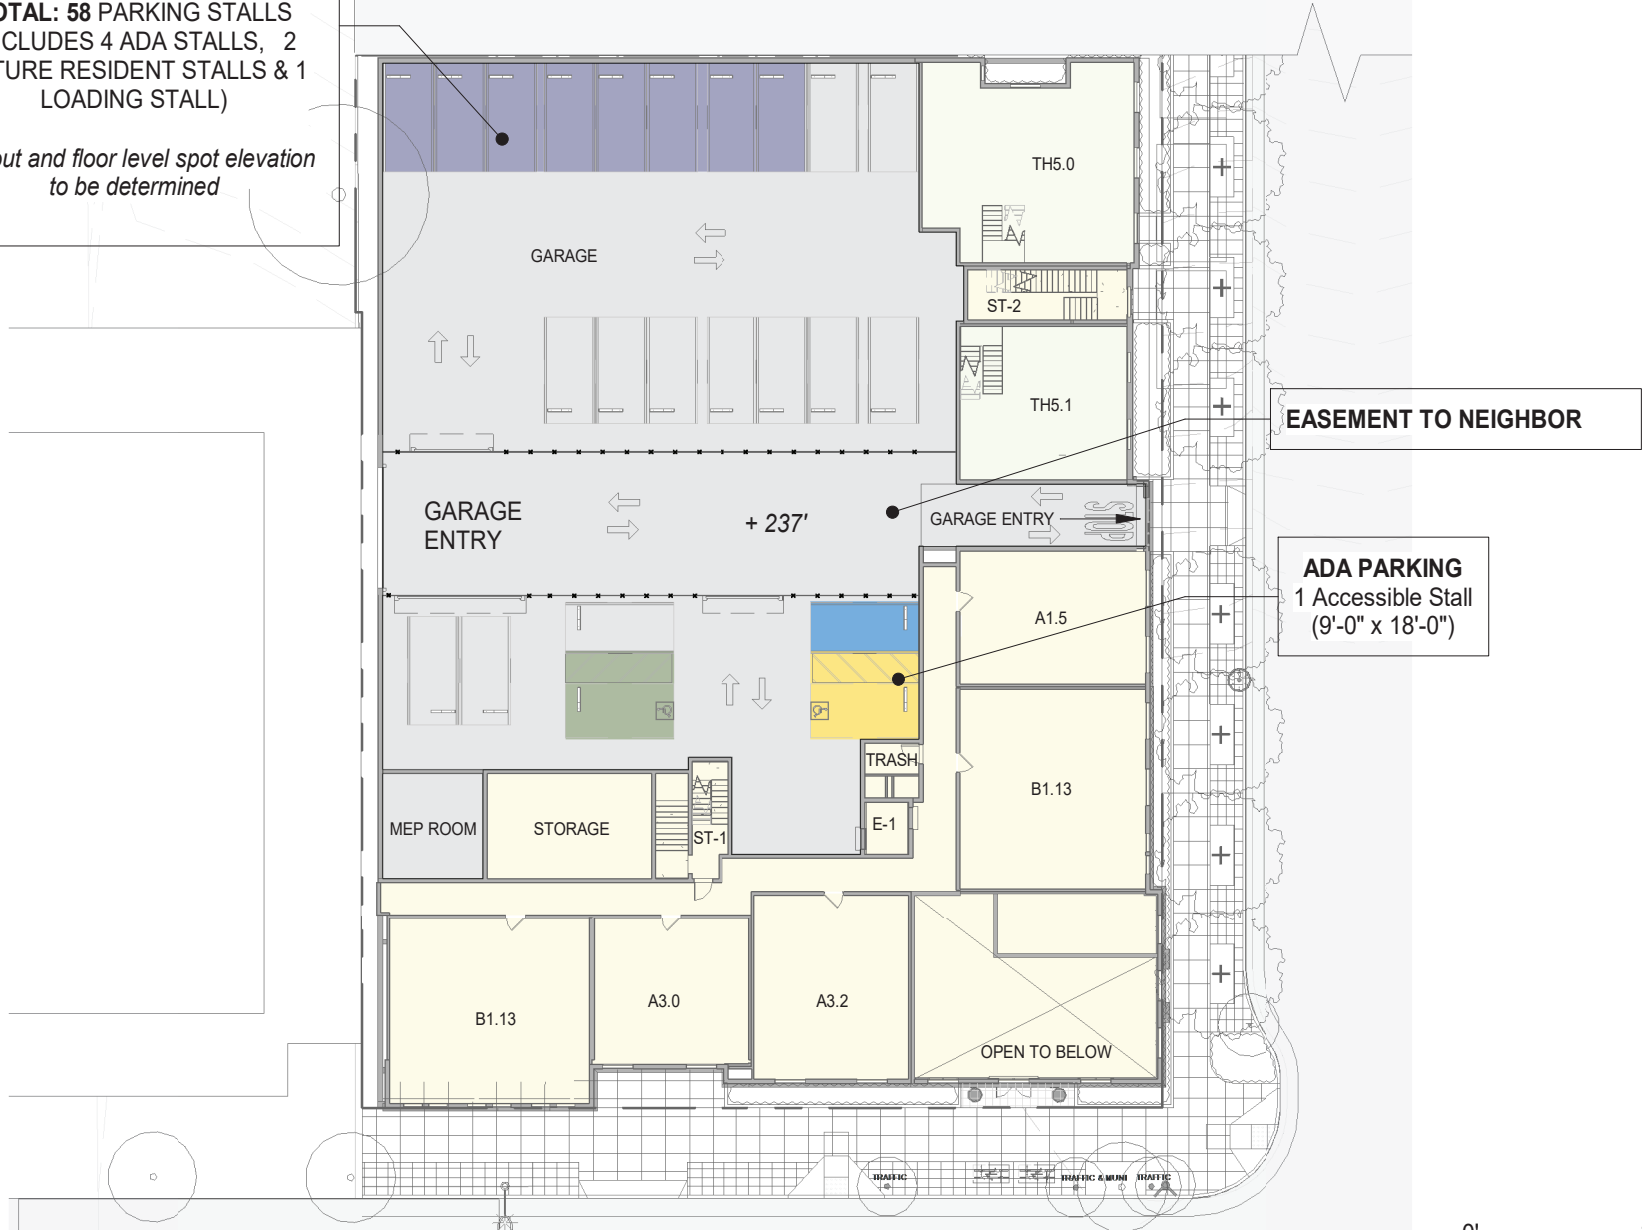 OTAL: 58 PARKING STALLS
CLUDES 4 ADA STALLS, 2
TURE RESIDENT STALLS & 1
LOADING STALL)
out and floor level spot elevation
to be determined
TH5.0
GARAGE
ST-2
TH5.1
EASEMENT TO NEIGHBOR
GARAGE
ENTRY
+ 237'
GARAGE ENTRY
STOP
ADA PARKING
1 Accessible Stall
(9'-0" x 18'-0")
A1.5
TRASH
B1.13
MEP ROOM
STORAGE
ST-1
E-1
B1.13
A3.0
A3.2
OPEN TO BELOW
TRAFFIC
TRAFFIC & MUNI
TRAFFIC
0'